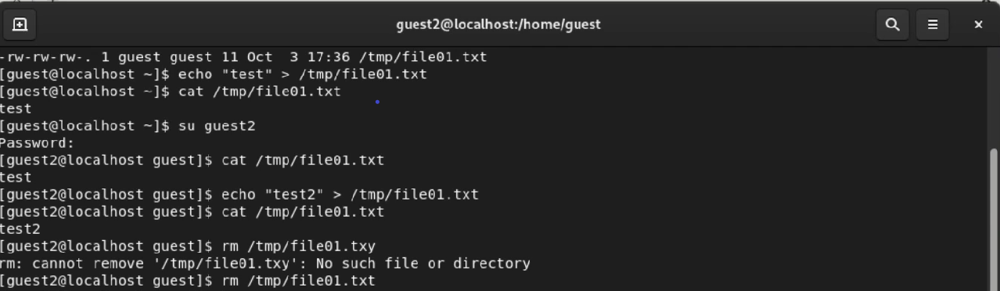 guest2@localhost:/home/guest
-rw-rw-rw-. 1 guest guest 11 Oct  3 17:36 /tmp/file01.txt
[guest@localhost ~]$ echo "test" > /tmp/file01.txt
[guest@localhost ~]$ cat /tmp/file01.txt
test
[guest@localhost ~]$ su guest2
Password:
[guest2@localhost guest]$ cat /tmp/file01.txt
test
[guest2@localhost guest]$ echo "test2" > /tmp/file01.txt
[guest2@localhost guest]$ cat /tmp/file01.txt
test2
[guest2@localhost guest]$ rm /tmp/file01.txy
rm: cannot remove '/tmp/file01.txy': No such file or directory
[guest2@localhost guest]$ rm /tmp/file01.txt